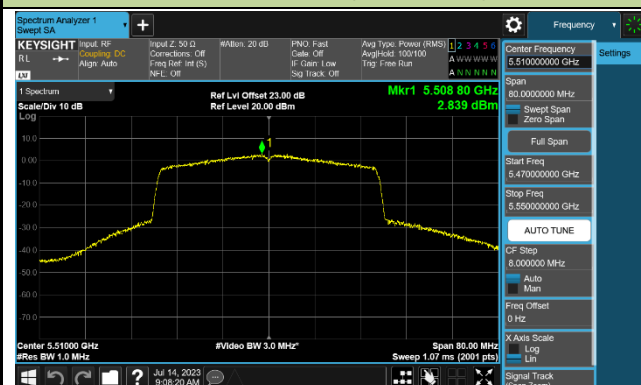 Spectrum Analyzer 1
Swept SA
Frequency
KEYSIGHT
RL
LXI
Input: RF
Coupling: DC
Align: Auto
Input Z: 50 Ω
Corrections: Off
Freq Ref: Int (S)
NFE: Off
#Atten: 20 dB
PNO: Fast
Gate: Off
IF Gain: Low
Sig Track: Off
Avg Type: Power (RMS)
Avg|Hold: 100/100
Trig: Free Run
1 2 3 4 5 6
A W W W W W
A N N N N N
Center Frequency
5.510000000 GHz
Settings
Span
80.0000000 MHz
Swept Span
Zero Span
Full Span
Start Freq
5.470000000 GHz
Stop Freq
5.550000000 GHz
AUTO TUNE
CF Step
8.000000 MHz
Auto
Man
Freq Offset
0 Hz
X Axis Scale
Log
Lin
Signal Track
(Span Zoom)
1 Spectrum
Scale/Div 10 dB
Log
Ref Lvl Offset 23.00 dB
Ref Level 20.00 dBm
Mkr1 5.508 80 GHz
2.839 dBm
1
10.0
0.00
-10.0
-20.0
-30.0
-40.0
-50.0
-60.0
-70.0
Center 5.51000 GHz
#Res BW 1.0 MHz
#Video BW 3.0 MHz*
Span 80.00 MHz
Sweep 1.07 ms (2001 pts)
?
Jul 14, 2023
9:08:20 AM